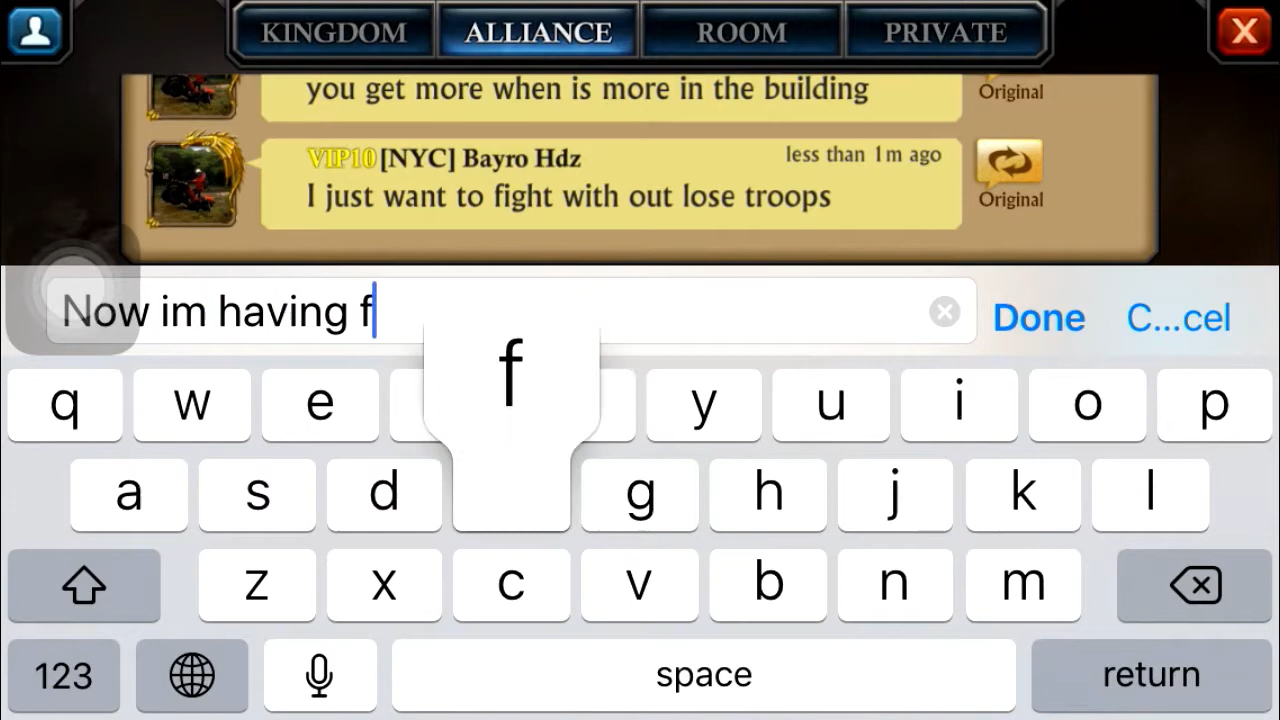 KINGDOM ALLIANCE ROOM PRIVATE
you get more when is more in the building
Original
VIP10[NYC] Bayro Hdz less than 1m ago
I just want to fight with out lose troops
Original
Now im having f
Done C...cel
f
q w e y u i o p
a s d g h j k l
z x c v b n m
123 space return